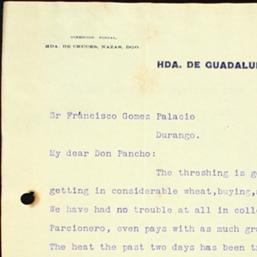 DIRECCION POSTAL,
HDA. DE CRUCES, NAZAS, DGO.
HDA. DE GUADALU
Sr Francisco Gomez Palacio
Durango.
My dear Don Pancho:
The threshing is g
getting in considerable wheat,buying,
We have had no trouble at all in coll
Parcionero, even pays with as much gr
The heat the past two days has been t